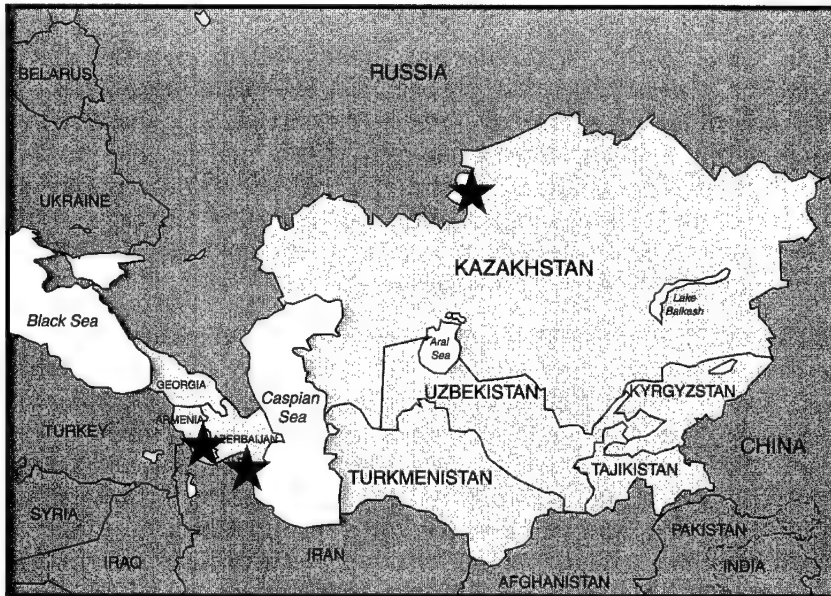 RUSSIA
BELARUS
UKRAINE
KAZAKHSTAN
Lake
Balkash
Black Sea
Aral
Sea
GEORGIA
Caspian
Sea
UZBEKISTAN
KYRGYZSTAN
ARMENIA
TURKEY
AZERBAIJAN
CHINA
TURKMENISTAN
TAJIKISTAN
SYRIA
PAKISTAN
IRAQ
IRAN
INDIA
AFGHANISTAN